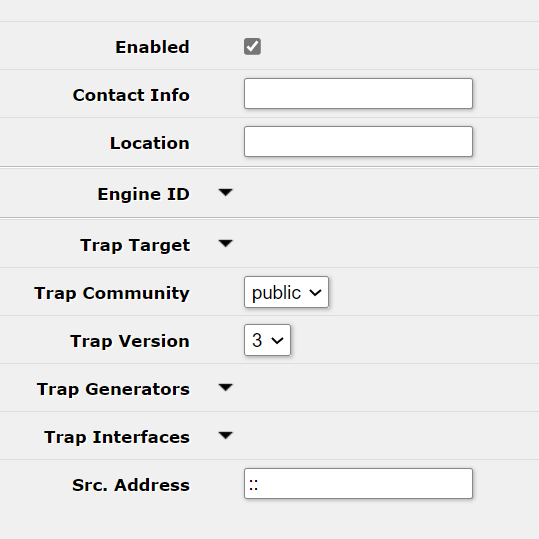 Enabled
Contact Info
Location
Engine ID
Trap Target
Trap Community public
Trap Version 3
Trap Generators
Trap Interfaces
Src. Address ::